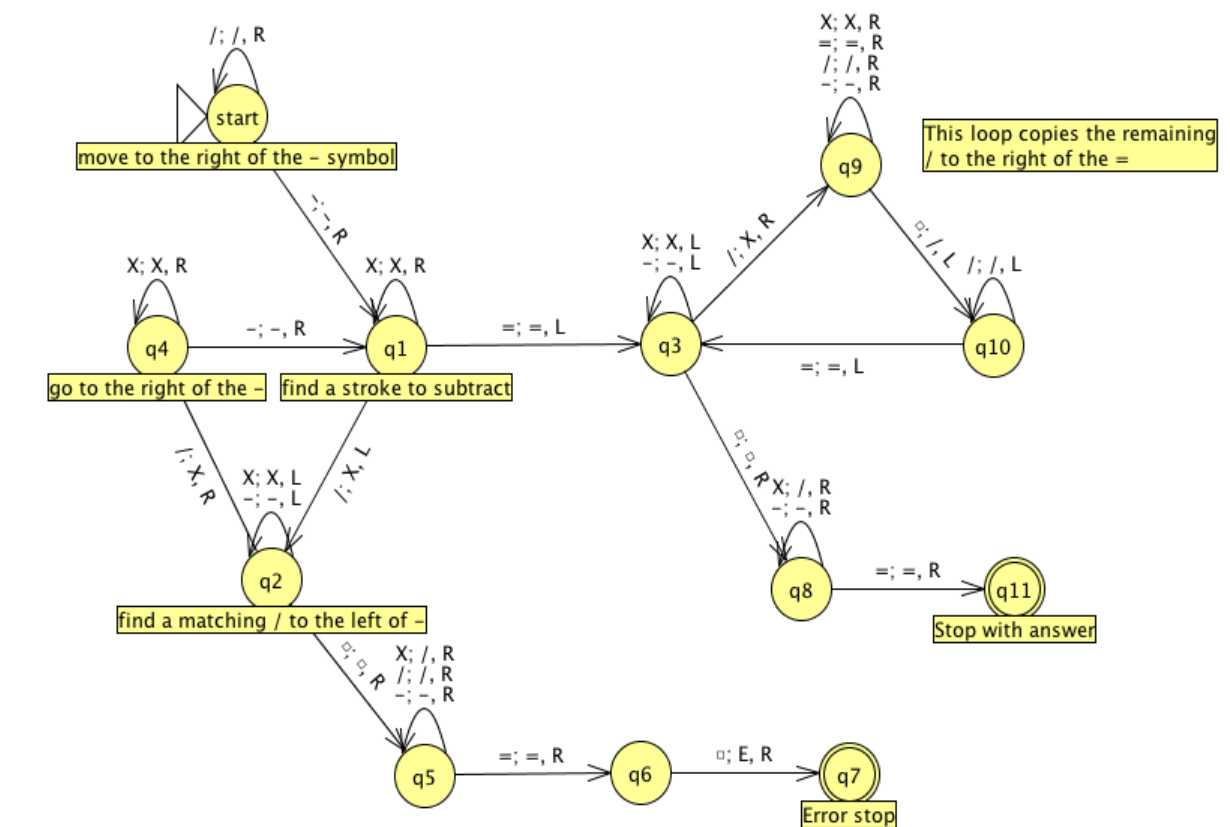 /; /, R
start
move to the right of the – symbol
–; –, R
X; X, R
=; =, R
/; /, R
–; –, R
q9
This loop copies the remaining
/ to the right of the =
X; X, R
q4
go to the right of the –
–; –, R
X; X, R
q1
find a stroke to subtract
=; =, L
X; X, L
–; –, L
q3
/; X, R
□; /, L
/; /, L
q10
=; =, L
/; X, R
X; X, L
–; –, L
/; X, L
q2
find a matching / to the left of –
□; □, R
X; /, R
–; –, R
q8
=; =, R
q11
Stop with answer
□; □, R
X; /, R
/; /, R
–; –, R
q5
=; =, R
q6
□; E, R
q7
Error stop